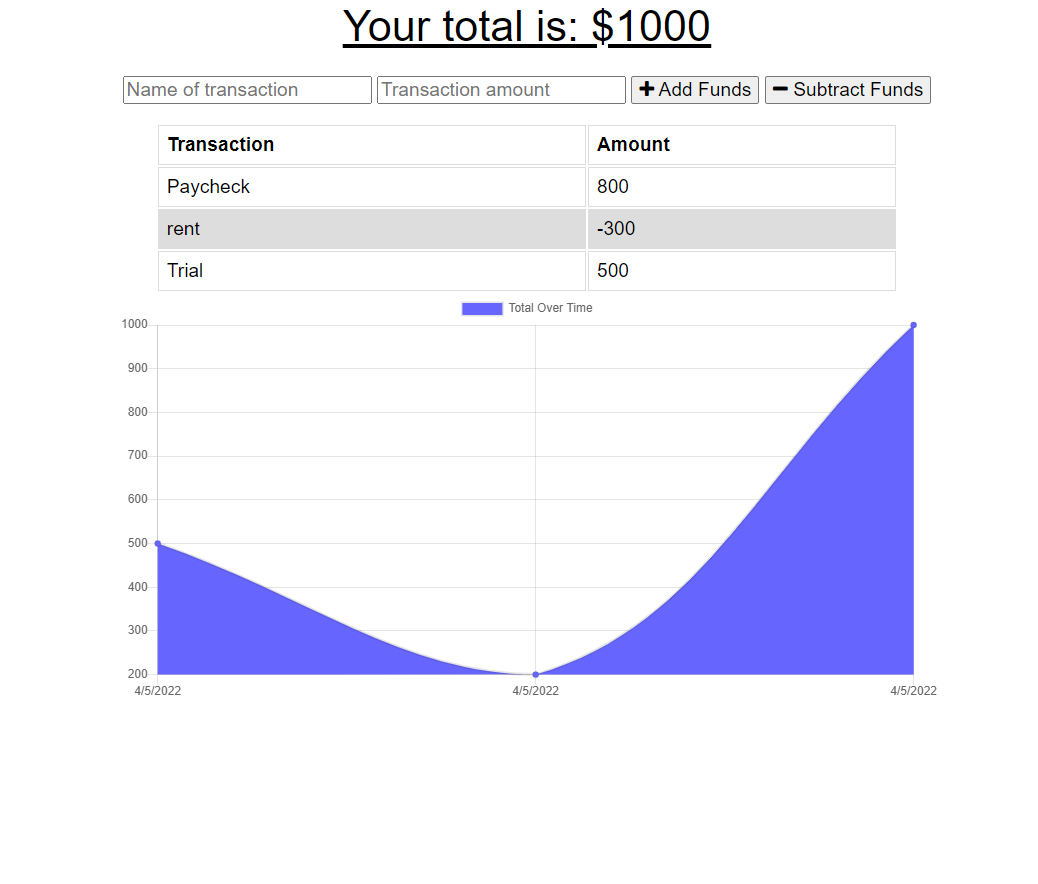 Your total is: $1000
Name of transaction Transaction amount Add Funds Subtract Funds
Transaction Amount
Paycheck 800
rent -300
Trial 500
Total Over Time
1000
900
800
700
600
500
400
300
200
4/5/2022 4/5/2022 4/5/2022